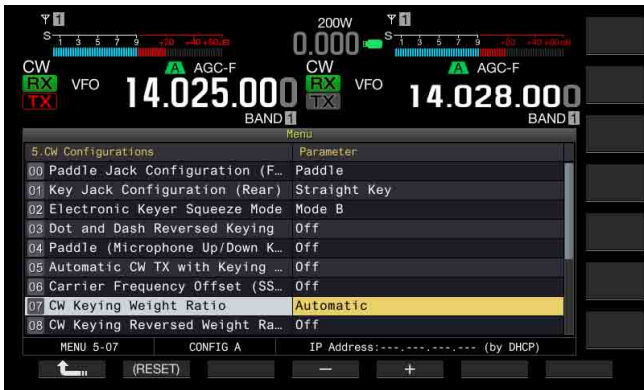 1 200W 1
S 1 3 5 7 9 +20 +40 +60dB 0.000 S 1 3 5 7 9 +20 +40 +60dB
CW A AGC-F CW A AGC-F
RX VFO 14.025.000 RX VFO 14.028.000
TX BAND 1 TX BAND 1
Menu
5.CW Configurations Parameter
00 Paddle Jack Configuration (F… Paddle
01 Key Jack Configuration (Rear) Straight Key
02 Electronic Keyer Squeeze Mode Mode B
03 Dot and Dash Reversed Keying Off
04 Paddle (Microphone Up/Down K… Off
05 Automatic CW TX with Keying … Off
06 Carrier Frequency Offset (SS… Off
07 CW Keying Weight Ratio Automatic
08 CW Keying Reversed Weight Ra… Off
MENU 5-07 CONFIG A IP Address:---.---.---.--- (by DHCP)
(RESET) − +